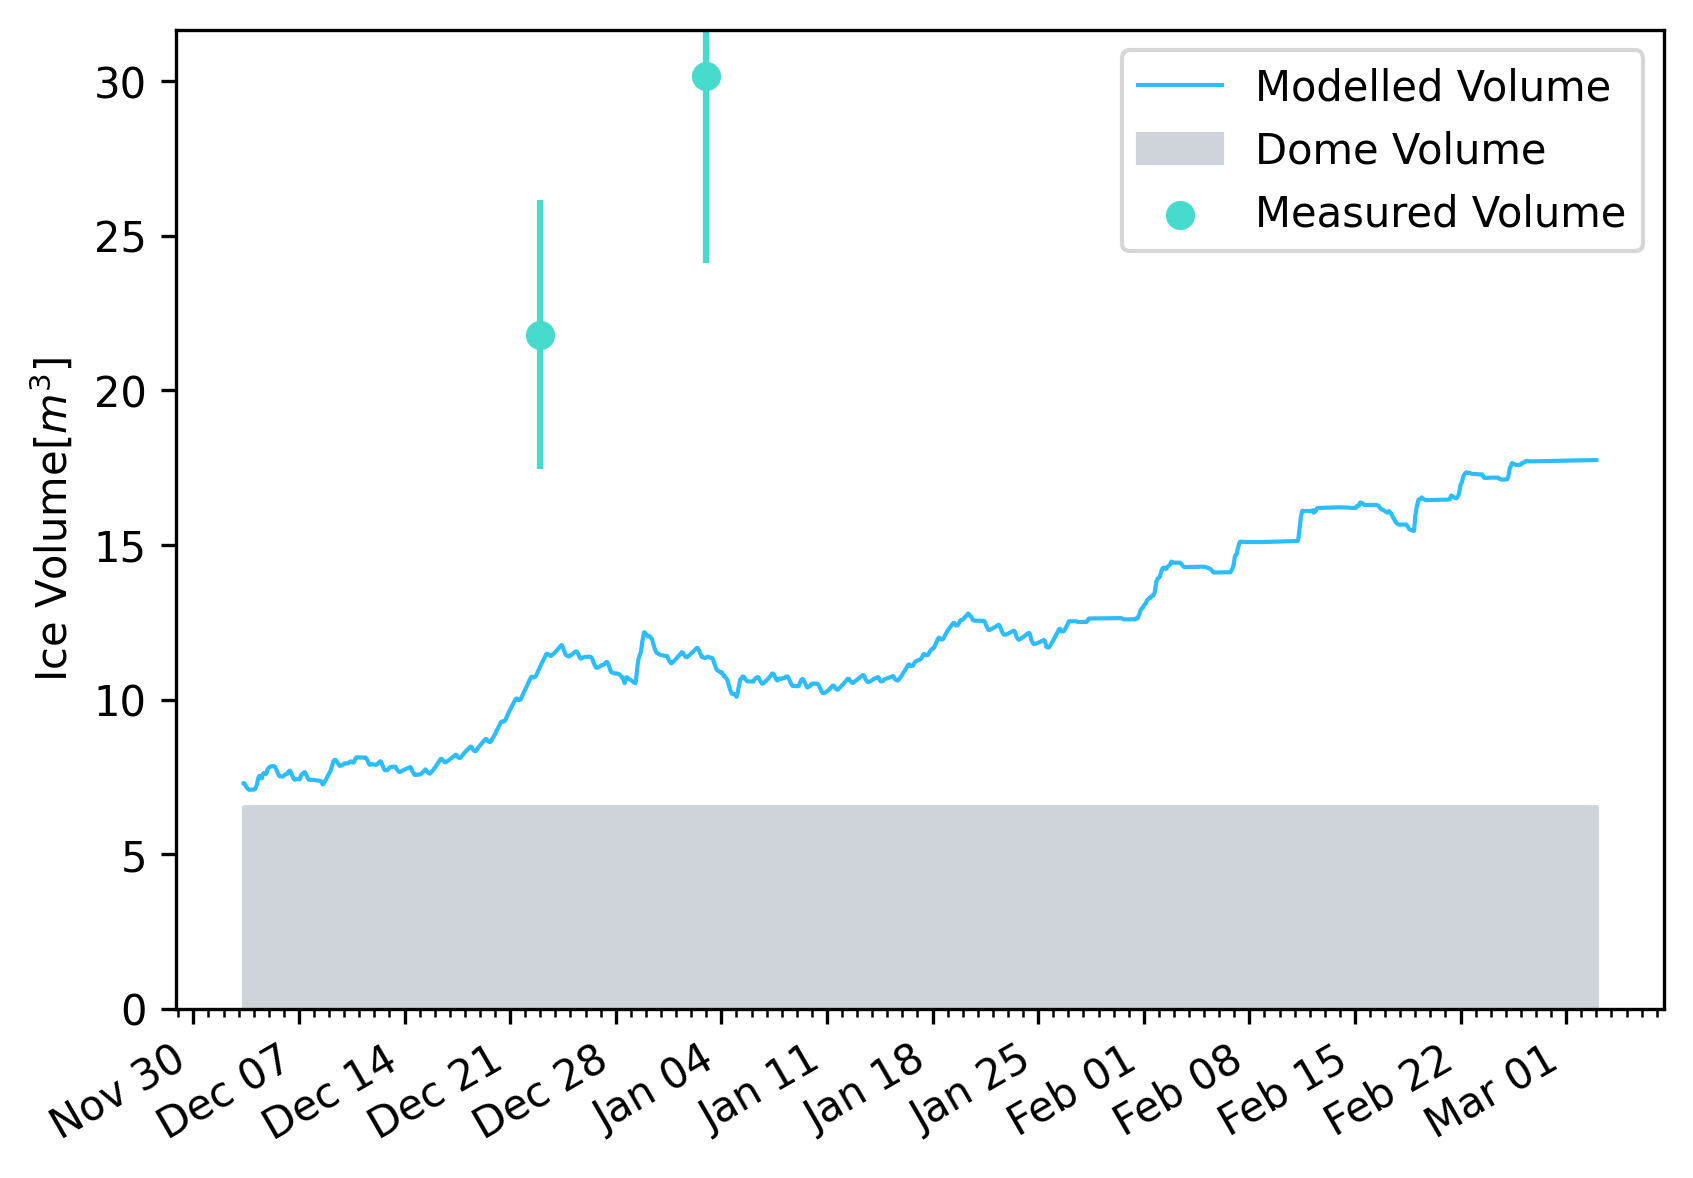 30
25
20
15
10
5
0
Ice Volume[m³]
Modelled Volume
Dome Volume
Measured Volume
Nov 30
Dec 07
Dec 14
Dec 21
Dec 28
Jan 04
Jan 11
Jan 18
Jan 25
Feb 01
Feb 08
Feb 15
Feb 22
Mar 01